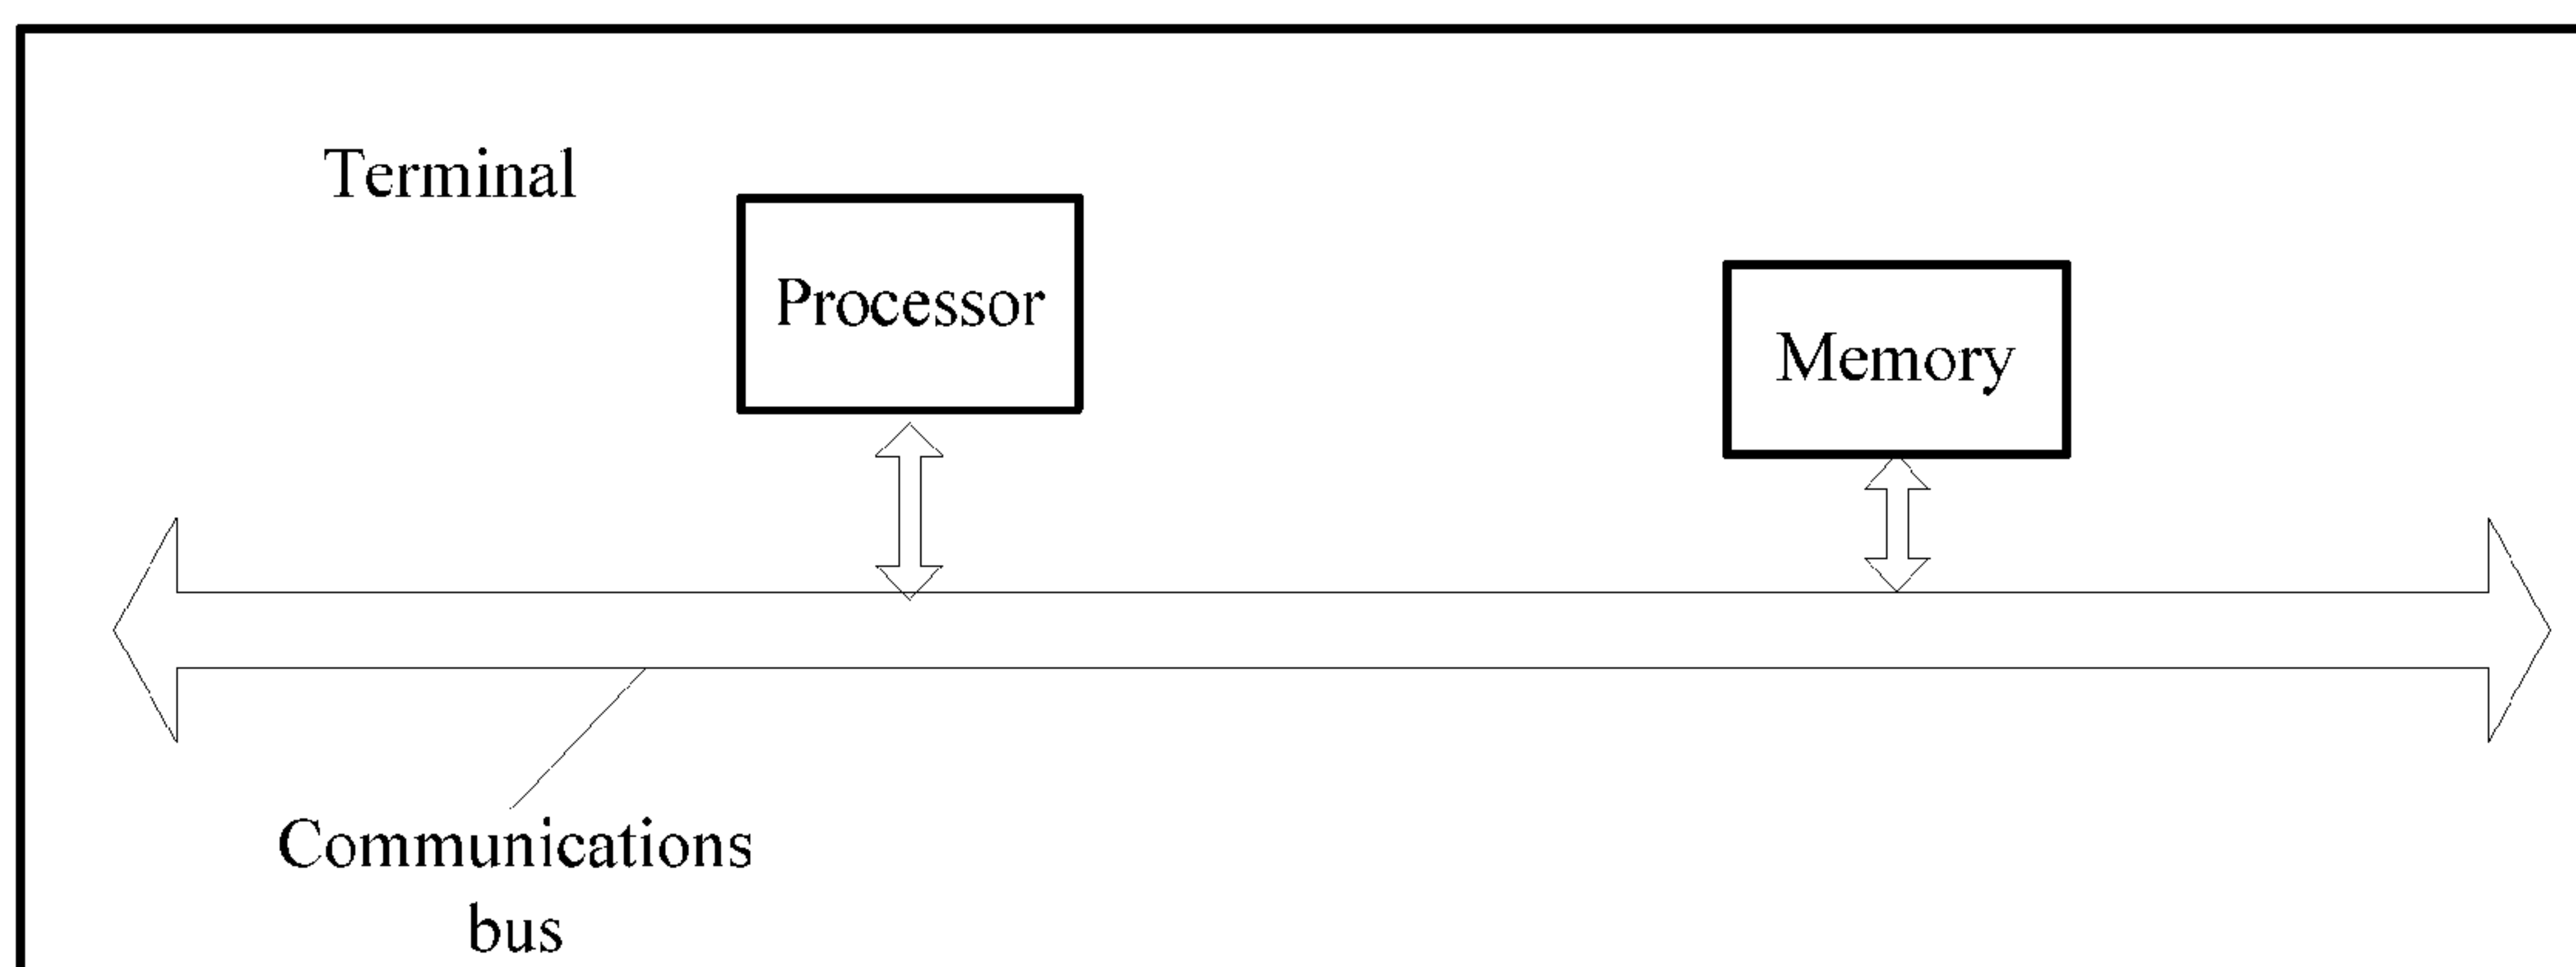 Terminal
Processor
Memory
Communications
bus